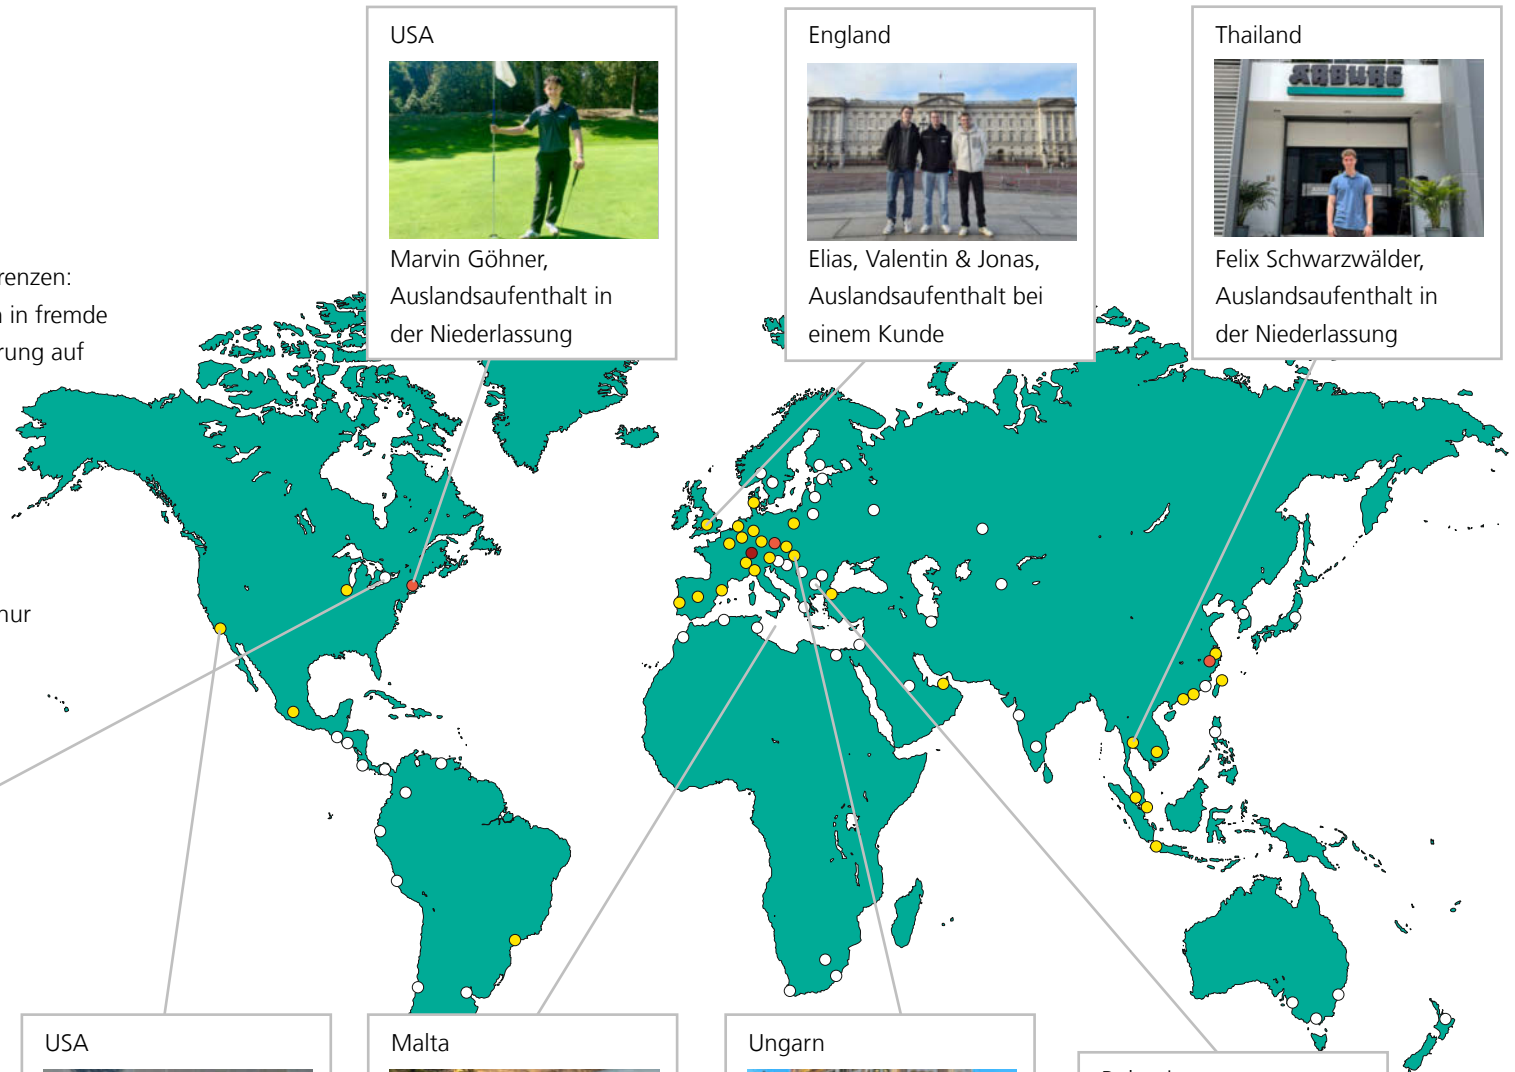 USA
England
Thailand
ARBURG
Marvin Göhner,
Auslandsaufenthalt in
der Niederlassung
Elias, Valentin & Jonas,
Auslandsaufenthalt bei
einem Kunde
Felix Schwarzwälder,
Auslandsaufenthalt in
der Niederlassung
renzen:
in fremde
rung auf
nur
USA
Malta
Ungarn